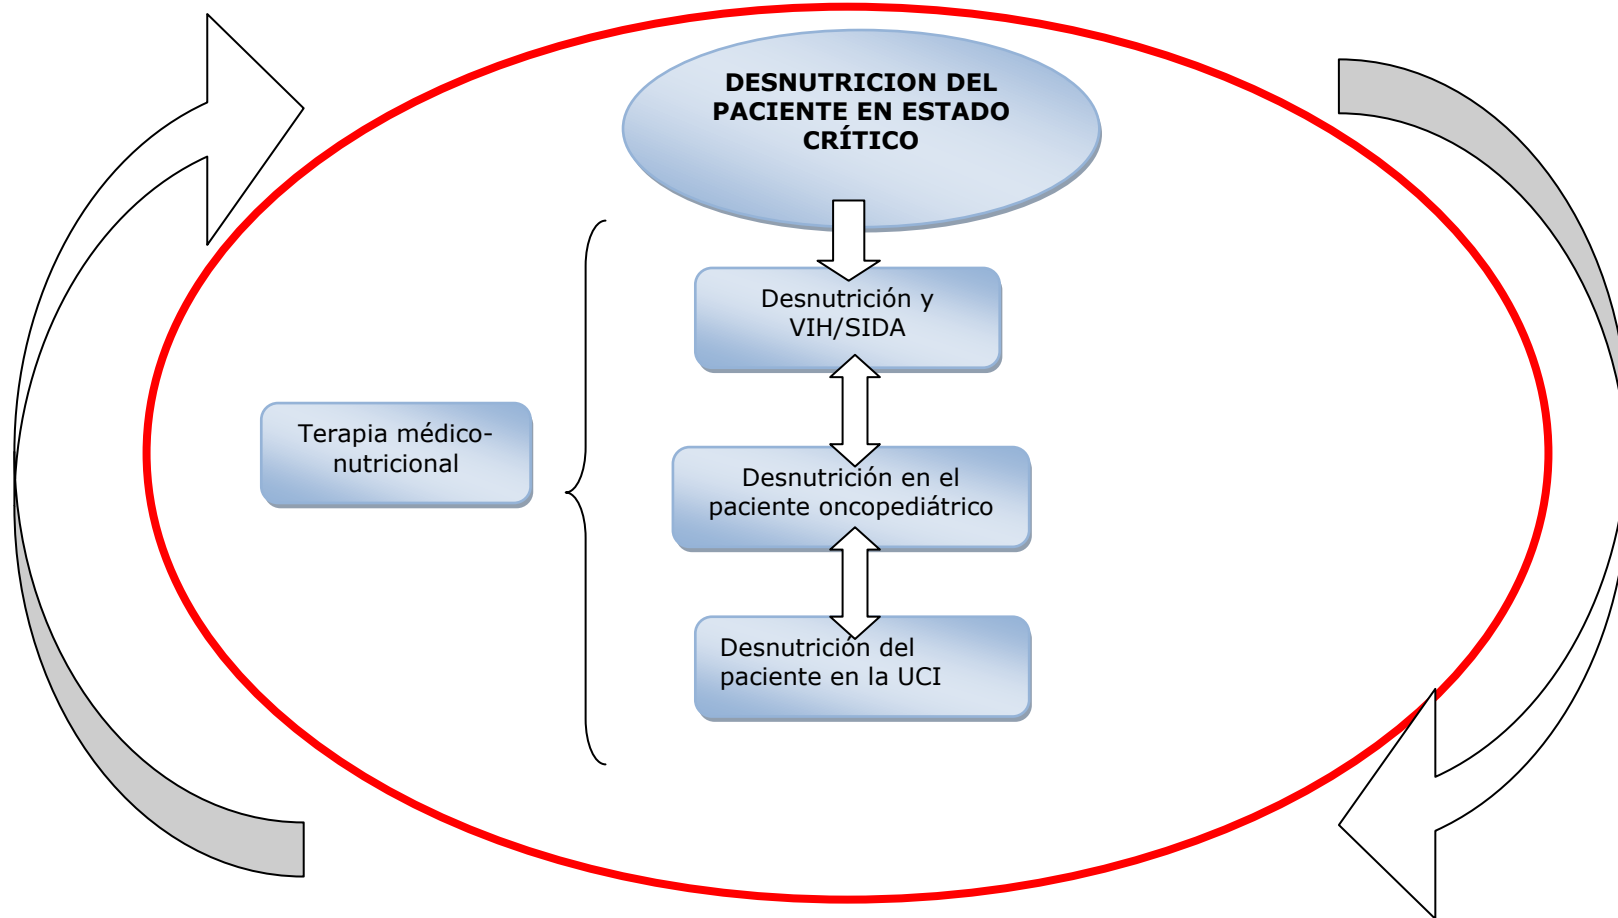 DESNUTRICION DEL
PACIENTE EN ESTADO
CRÍTICO
Desnutrición y
VIH/SIDA
Terapia médico-
nutricional
Desnutrición en el
paciente oncopediátrico
Desnutrición del
paciente en la UCI